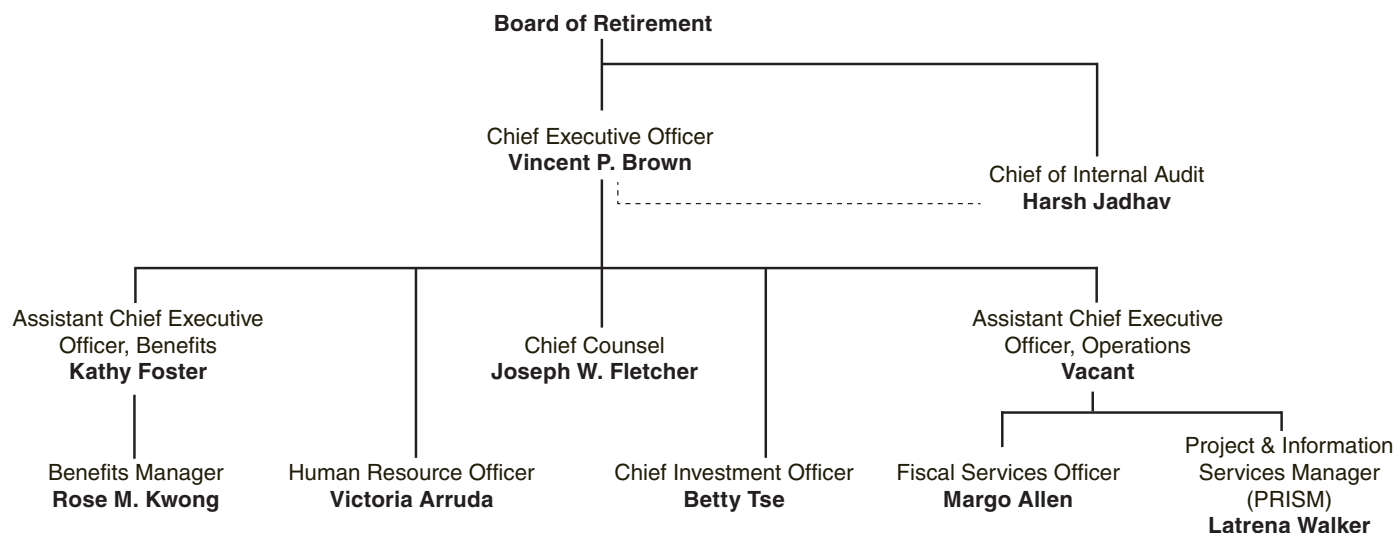 Board of Retirement
Chief Executive Officer
Vincent P. Brown
Chief of Internal Audit
Harsh Jadhav
Assistant Chief Executive
Officer, Benefits
Kathy Foster
Chief Counsel
Joseph W. Fletcher
Assistant Chief Executive
Officer, Operations
Vacant
Benefits Manager
Rose M. Kwong
Human Resource Officer
Victoria Arruda
Chief Investment Officer
Betty Tse
Fiscal Services Officer
Margo Allen
Project & Information
Services Manager
(PRISM)
Latrena Walker